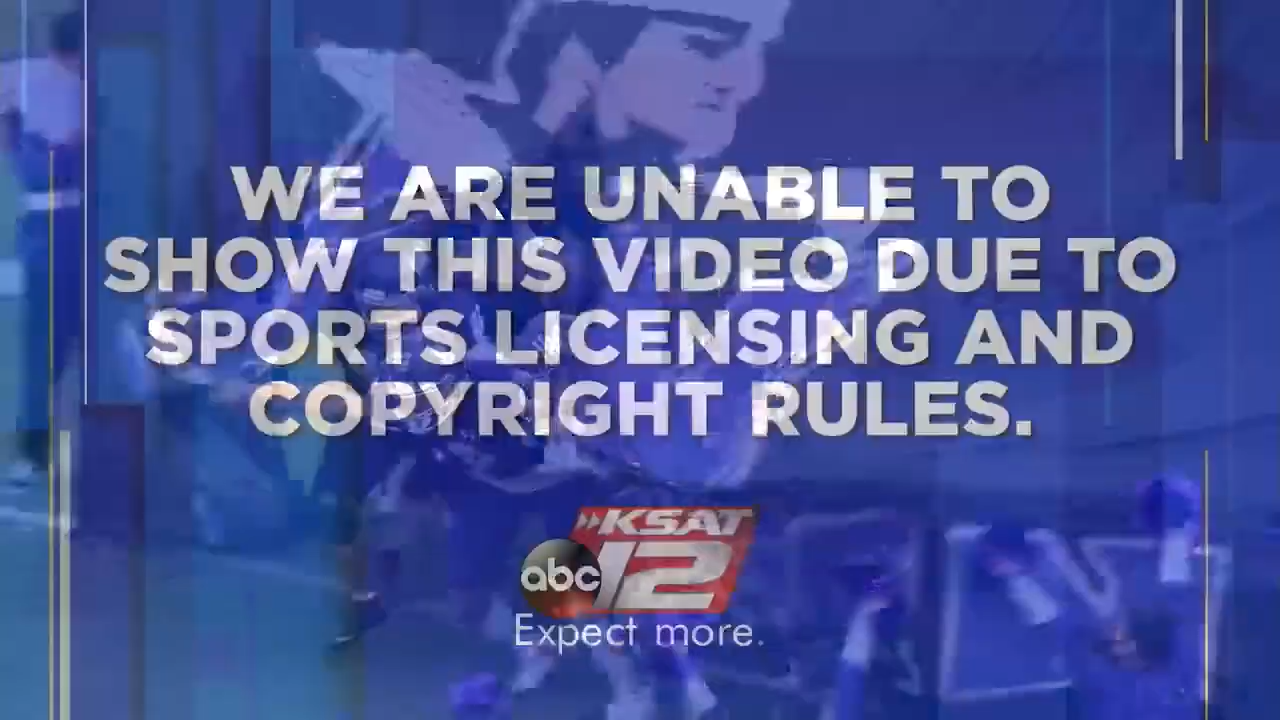 WE ARE UNABLE TO
SHOW THIS VIDEO DUE TO
SPORTS LICENSING AND
COPYRIGHT RULES.
KSAT
abc 12
Expect more.